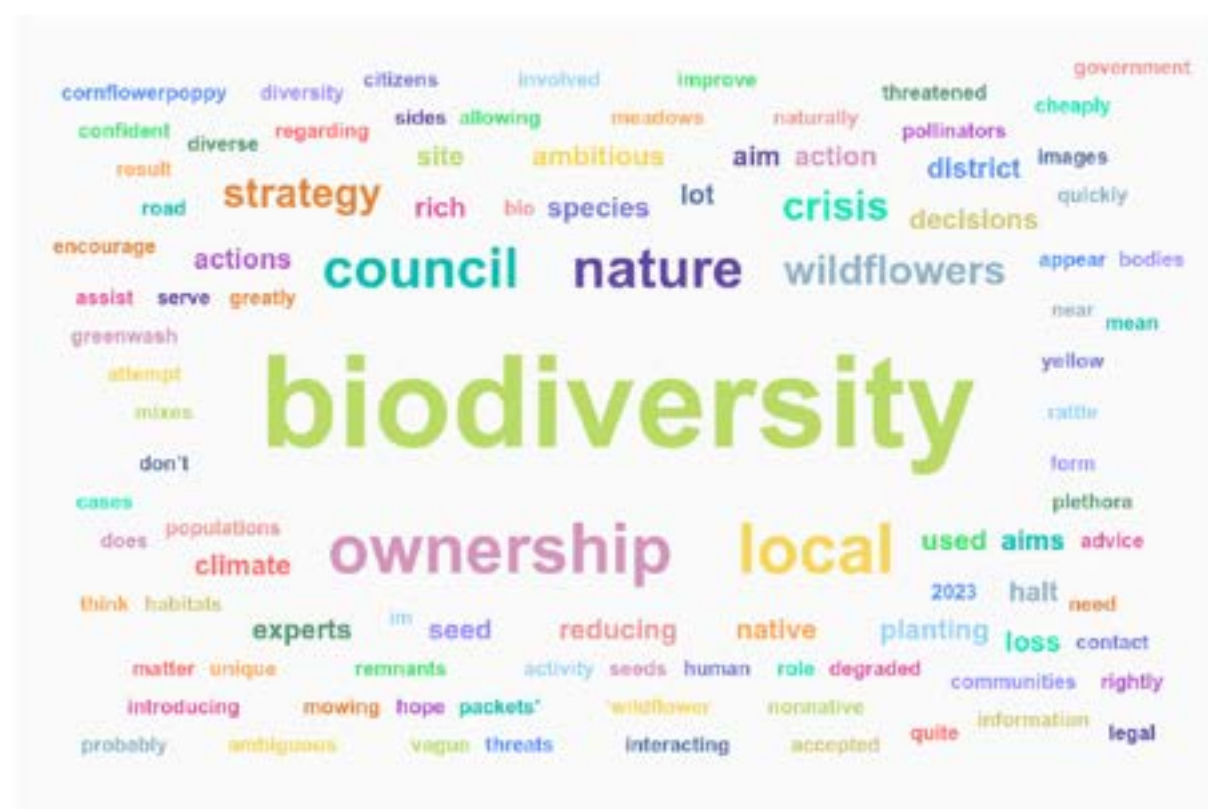 government
cornflowerpoppy diversity citizens involved improve threatened cheaply
confident diverse regarding sides allowing meadows naturally pollinators
result site ambitious aim action district images
road strategy rich bio species lot crisis decisions quickly
encourage actions council nature wildflowers appear bodies
assist serve greatly near mean
greenwash
biodiversity yellow
attempt
mixes rattle
don't form
cases plethora
does populations ownership local used aims advice
climate
think habitats 2023 halt need
experts im seed reducing native planting loss contact
matter unique remnants activity seeds human role degraded communities rightly
introducing mowing hope packets' 'wildflower nonnative information
probably ambiguous vague threats interacting accepted quite legal